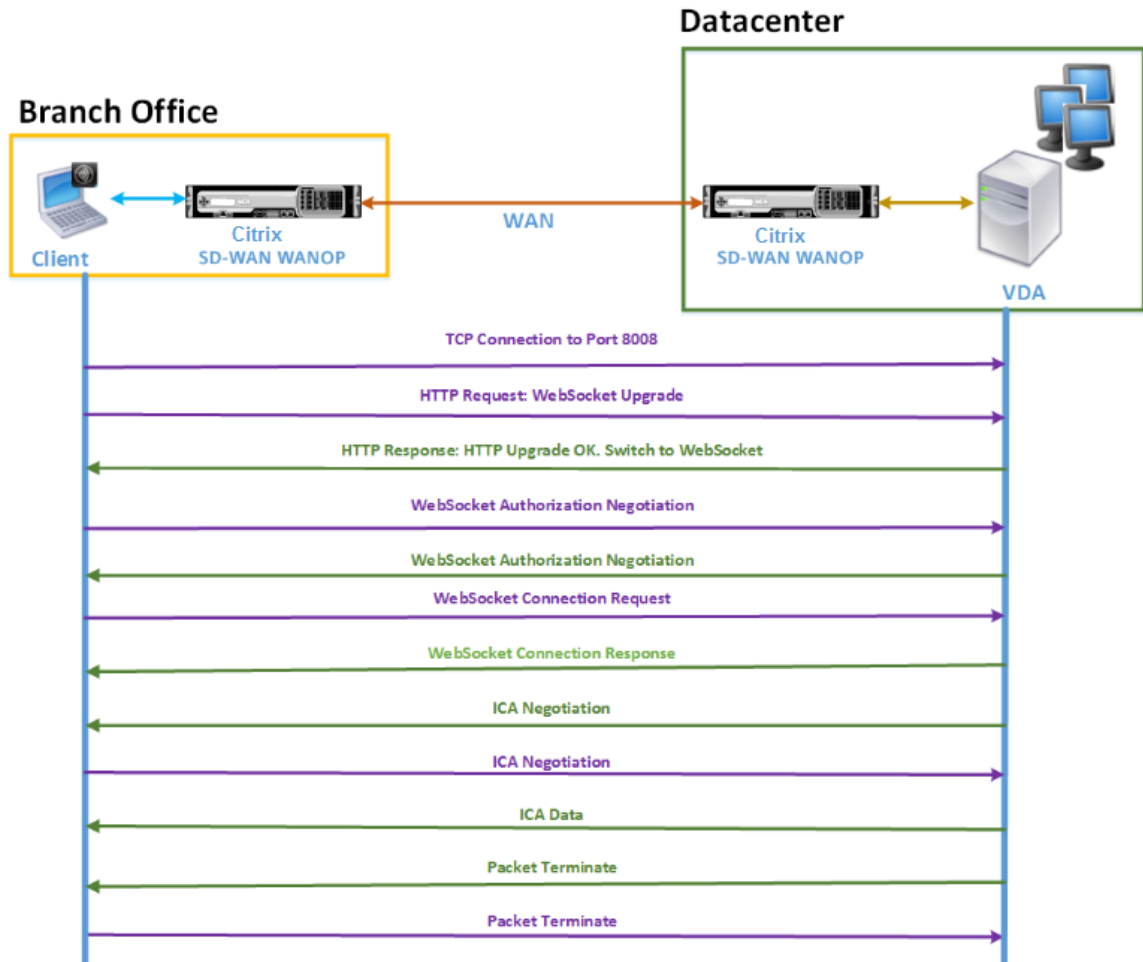 Datacenter
Branch Office
Client
Citrix
SD-WAN WANOP
WAN
Citrix
SD-WAN WANOP
VDA
TCP Connection to Port 8008
HTTP Request: WebSocket Upgrade
HTTP Response: HTTP Upgrade OK. Switch to WebSocket
WebSocket Authorization Negotiation
WebSocket Authorization Negotiation
WebSocket Connection Request
WebSocket Connection Response
ICA Negotiation
ICA Negotiation
ICA Data
Packet Terminate
Packet Terminate